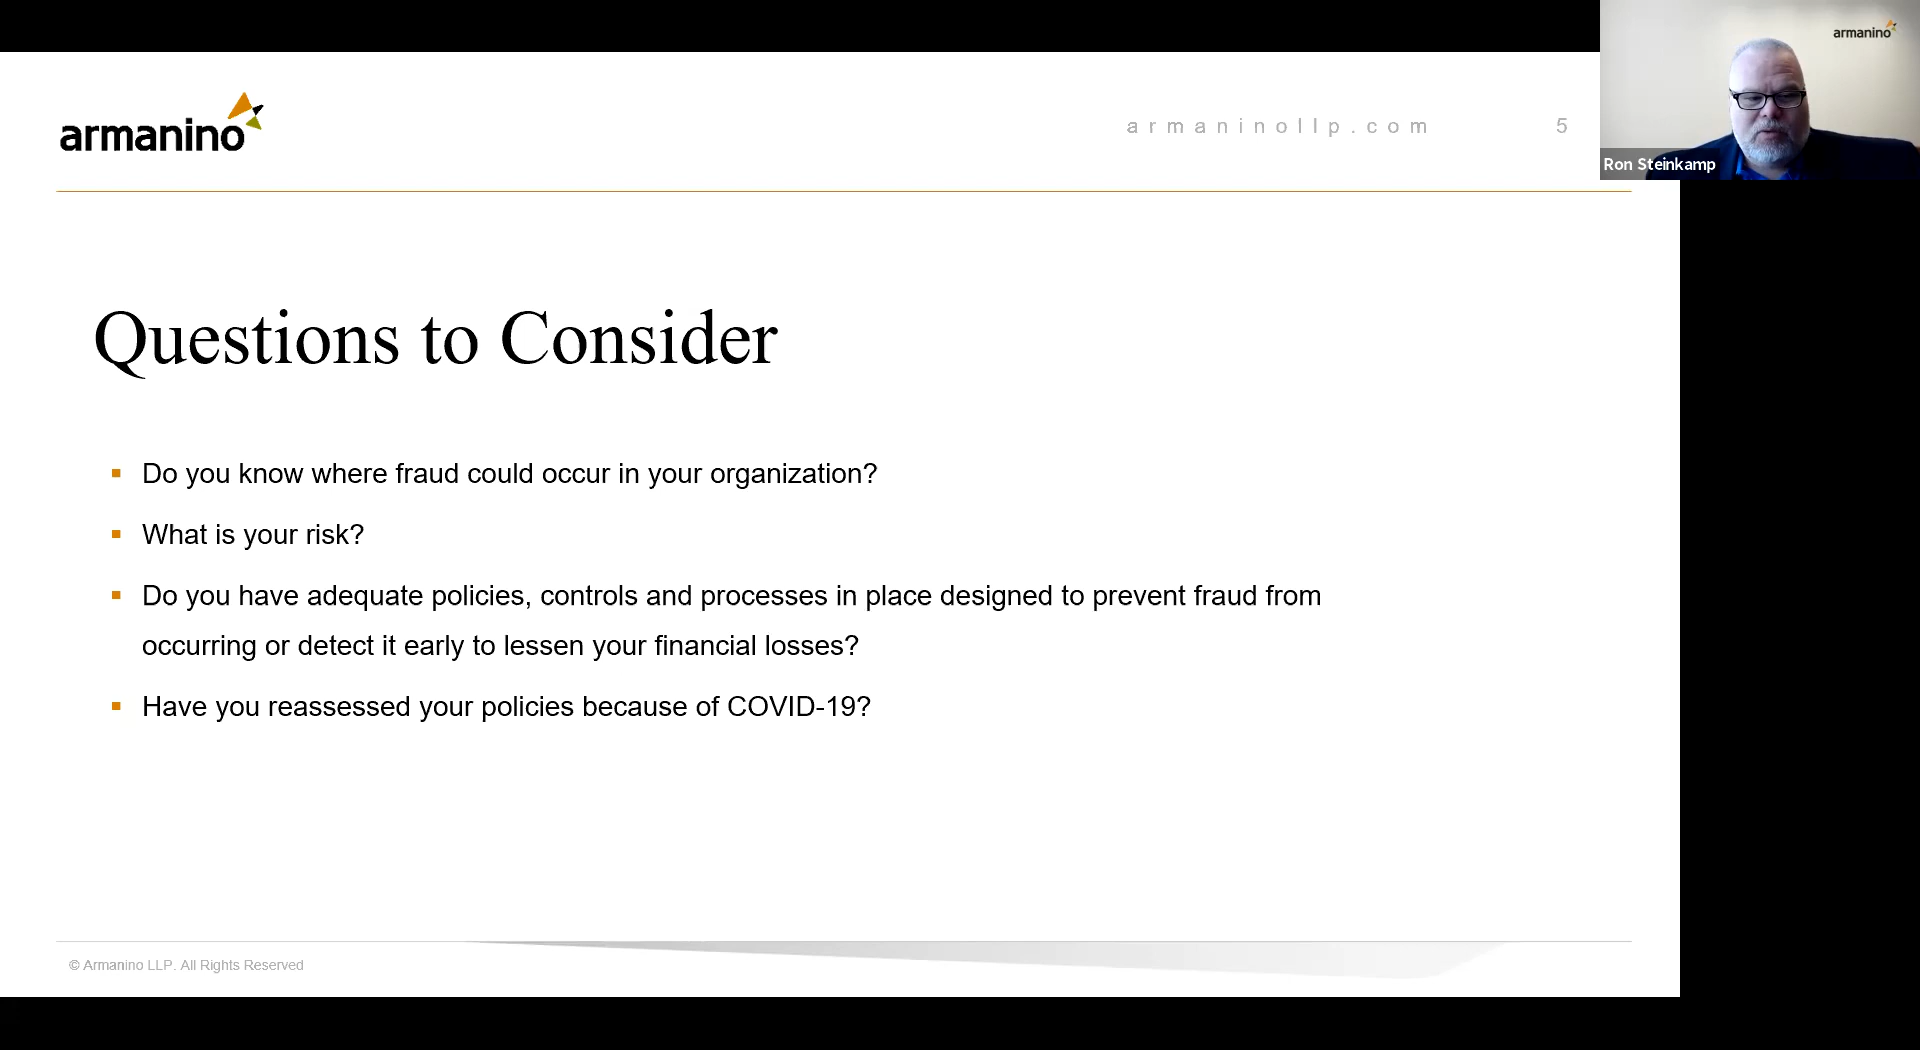 armanino
armaninollp.com
5
armanino
Ron Steinkamp
Questions to Consider
▪ Do you know where fraud could occur in your organization?
▪ What is your risk?
▪ Do you have adequate policies, controls and processes in place designed to prevent fraud from
occurring or detect it early to lessen your financial losses?
▪ Have you reassessed your policies because of COVID-19?
© Armanino LLP. All Rights Reserved